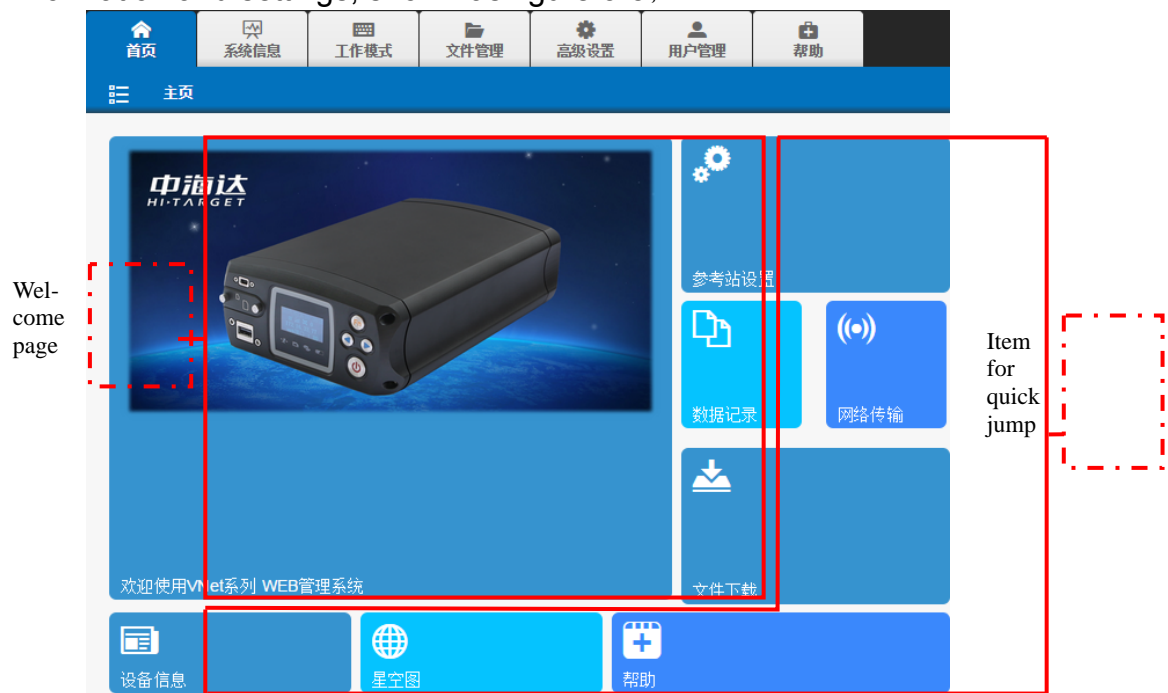 首页
系统信息
工作模式
文件管理
高级设置
用户管理
帮助
主页
中海达
HI·TARGET
参考站设置
数据记录
网络传输
欢迎使用VNet系列 WEB管理系统
文件下载
设备信息
星空图
帮助
Wel-
come
page
Item
for
quick
jump